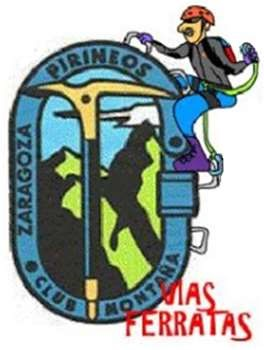 PIRINEOS
ZARAGOZA
CLUB MONTAÑA
VIAS
FERRATAS